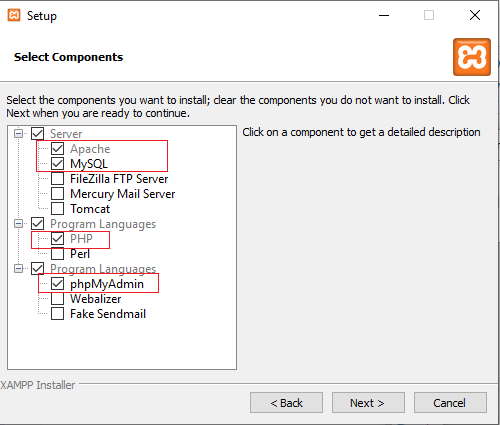 Setup
Select Components
Select the components you want to install; clear the components you do not want to install. Click
Next when you are ready to continue.
Server
Apache
MySQL
FileZilla FTP Server
Mercury Mail Server
Tomcat
Program Languages
PHP
Perl
Program Languages
phpMyAdmin
Webalizer
Fake Sendmail
Click on a component to get a detailed description
XAMPP Installer
< Back
Next >
Cancel